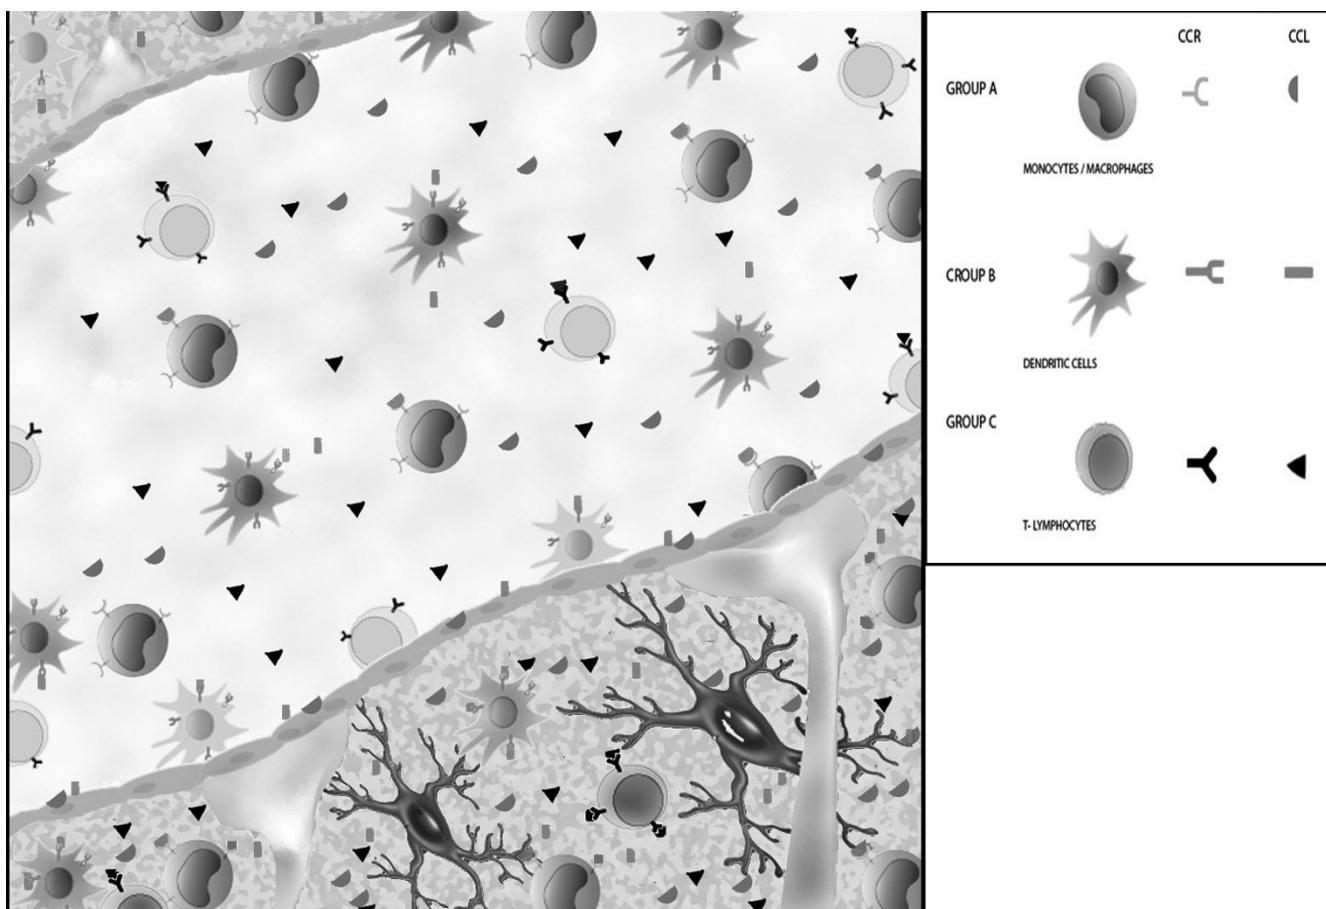 CCR CCL
GROUP A
MONOCYTES / MACROPHAGES
CROUP B
DENDRITIC CELLS
GROUP C
T- LYMPHOCYTES